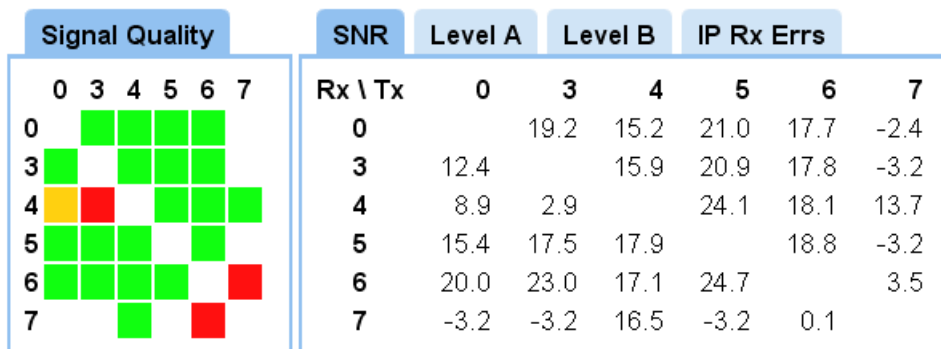 Signal Quality SNR Level A Level B IP Rx Errs
0 3 4 5 6 7 Rx \ Tx 0 3 4 5 6 7
0 0 19.2 15.2 21.0 17.7 -2.4
3 3 12.4 15.9 20.9 17.8 -3.2
4 4 8.9 2.9 24.1 18.1 13.7
5 5 15.4 17.5 17.9 18.8 -3.2
6 6 20.0 23.0 17.1 24.7 3.5
7 7 -3.2 -3.2 16.5 -3.2 0.1